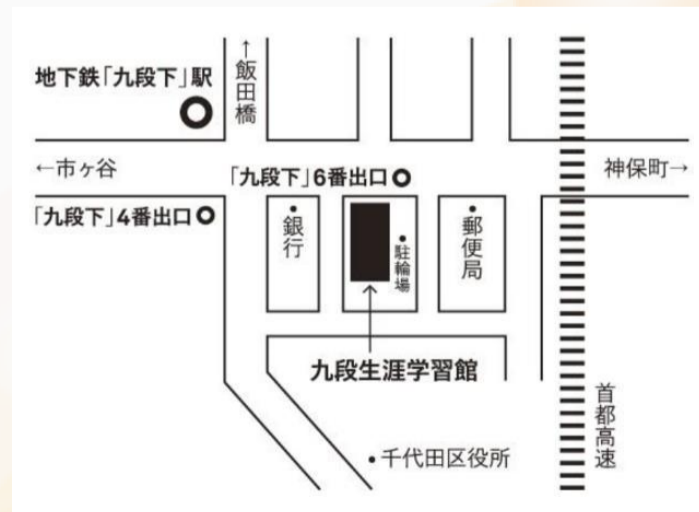 ↑飯田橋
地下鉄「九段下」駅
←市ヶ谷
神保町→
「九段下」6番出口
「九段下」4番出口
銀行
駐輪場
郵便局
九段生涯学習館
首都高速
千代田区役所